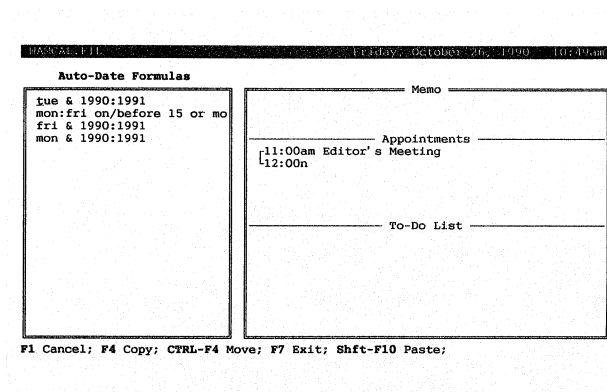 MANCAL.FIL Friday, October 26, 1990 10:49am
Auto-Date Formulas
tue & 1990:1991
mon:fri on/before 15 or mo
fri & 1990:1991
mon & 1990:1991
Memo
Appointments
11:00am Editor's Meeting
12:00n
To-Do List
F1 Cancel; F4 Copy; CTRL-F4 Move; F7 Exit; Shft-F10 Paste;